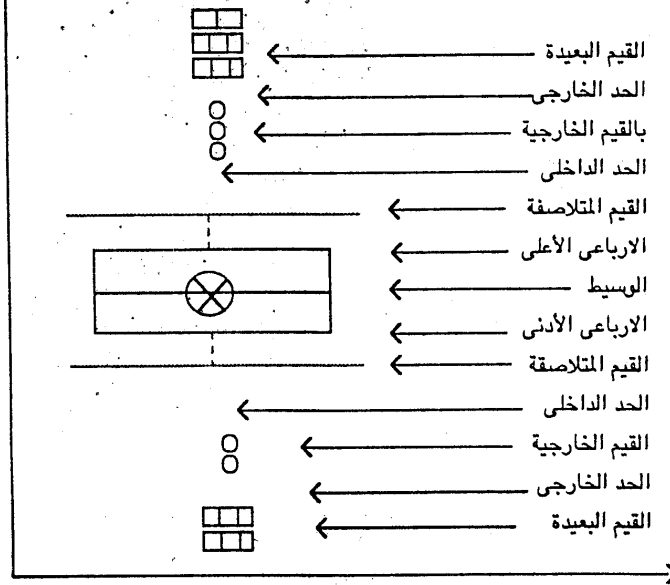 القيم البعيدة
الحد الخارجى
بالقيم الخارجية
الحد الداخلى
القيم المتلاصفة
الارباعى الأعلى
الوسيط
الارباعى الأدنى
القيم المتلاصقة
الحد الداخلى
القيم الخارجية
الحد الخارجى
القيم البعيدة